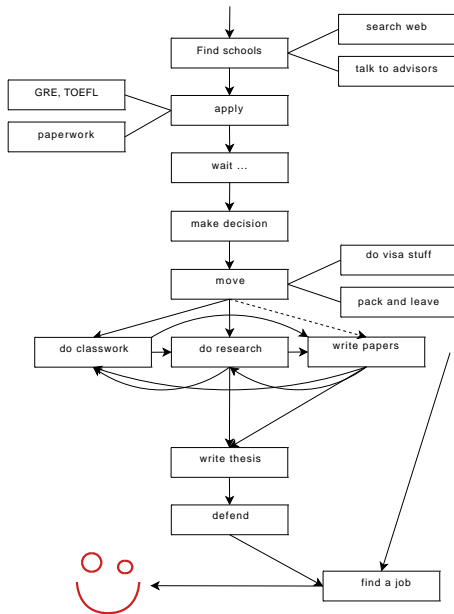 search web
Find schools
talk to advisors
GRE, TOEFL
apply
paperwork
wait ...
make decision
do visa stuff
move
pack and leave
do classwork
do research
write papers
write thesis
defend
find a job